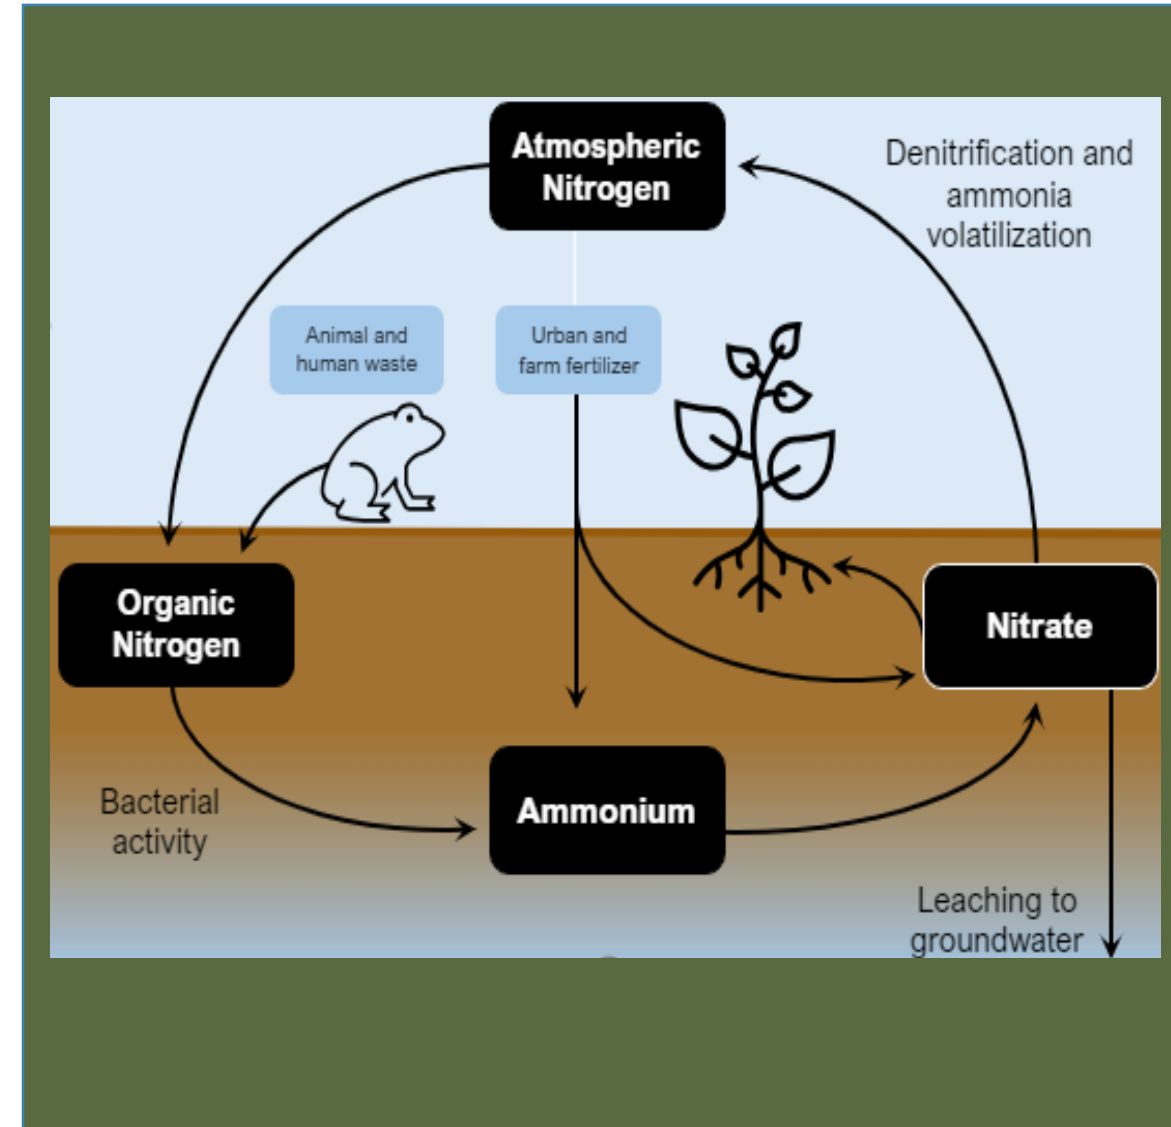 Atmospheric
Nitrogen
Denitrification and
ammonia
volatilization
Animal and
human waste
Urban and
farm fertilizer
Organic
Nitrogen
Nitrate
Bacterial
activity
Ammonium
Leaching to
groundwater